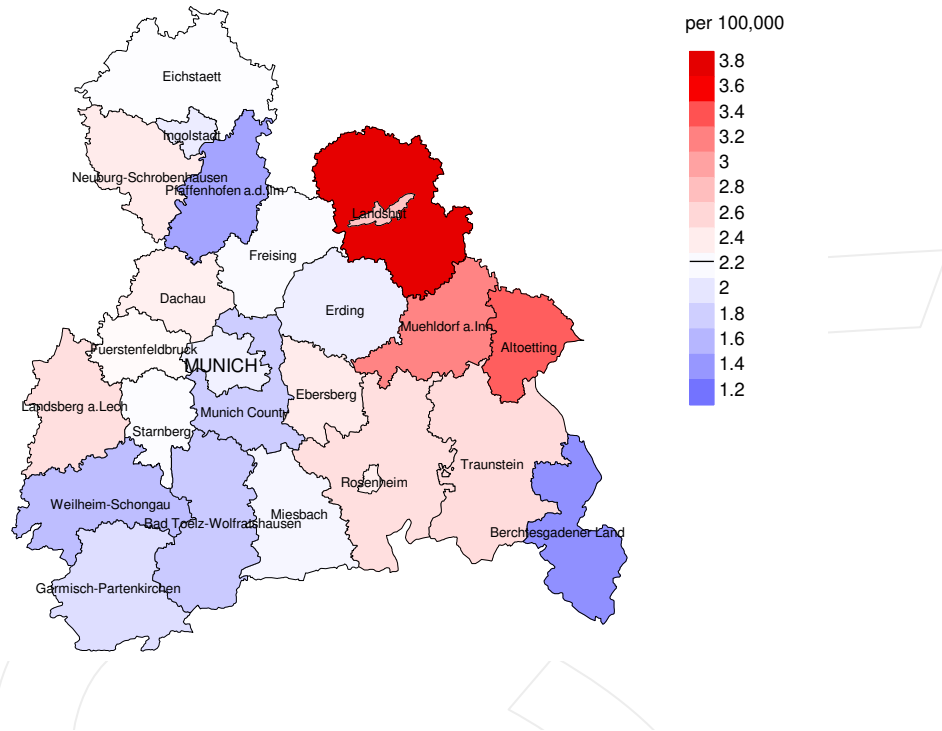 per 100,000
3.8
3.6
3.4
3.2
3
2.8
2.6
2.4
2.2
2
1.8
1.6
1.4
1.2
Eichstaett
Ingolstadt
Neuburg-Schrobenhausen
Pfaffenhofen a.d.Ilm
Landshut
Freising
Dachau
Erding
Muehldorf a.Inn
Altoetting
Fuerstenfeldbruck
MUNICH
Ebersberg
Landsberg a.Lech
Munich County
Starnberg
Traunstein
Rosenheim
Weilheim-Schongau
Miesbach
Bad Toelz-Wolfratshausen
Berchtesgadener Land
Garmisch-Partenkirchen